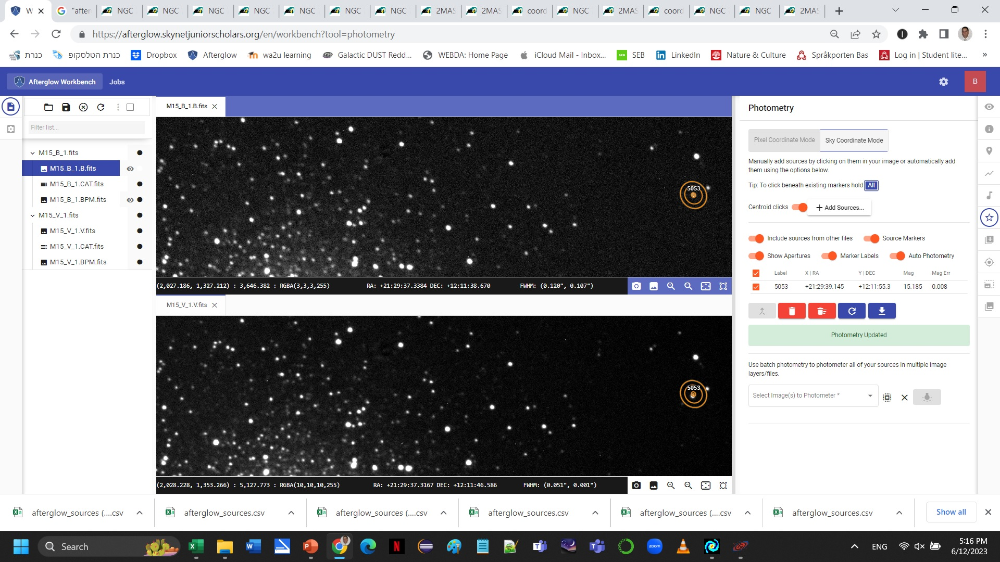 W
"after
NGC
NGC
NGC
NGC
NGC
NGC
NGC
2MAS
2MAS
coord
NGC
2MAS
coord
NGC
NGC
2MAS
https://afterglow.skynetjuniorscholars.org/en/workbench?tool=photometry
כנרת
כנרת הטלסקופ
Dropbox
Afterglow
wa2u learning
Galactic DUST Redd...
WEBDA: Home Page
iCloud Mail - Inbox...
SEB
LinkedIn
Nature & Culture
Språkporten Bas
Log in | Student lite...
»
Afterglow Workbench
Jobs
B
Filter list...
M15_B_1.fits
M15_B_1.B.fits
M15_B_1.CAT.fits
M15_B_1.BPM.fits
M15_V_1.fits
M15_V_1.V.fits
M15_V_1.CAT.fits
M15_V_1.BPM.fits
M15_B_1.B.fits
5053
(2,027.186, 1,327.212) : 3,646.382 : RGBA(3,3,3,255) RA: +21:29:37.3384 DEC: +12:11:38.670 FWHM: (0.120", 0.107")
M15_V_1.V.fits
5053
(2,028.228, 1,353.266) : 5,127.773 : RGBA(10,10,10,255) RA: +21:29:37.3167 DEC: +12:11:46.586 FWHM: (0.051", 0.001")
Photometry
Pixel Coordinate Mode
Sky Coordinate Mode
Manually add sources by clicking on them in your image or automatically add
them using the options below.
Tip: To click beneath existing markers hold Alt
Centroid clicks
Add Sources...
Include sources from other files
Source Markers
Show Apertures
Marker Labels
Auto Photometry
Label X | RA Y | DEC Mag Mag Err
5053 +21:29:39.145 +12:11:55.3 15.185 0.008
Photometry Updated
Use batch photometry to photometer all of your sources in multiple image
layers/files.
Select Image(s) to Photometer *
afterglow_sources (....csv
afterglow_sources.csv
afterglow_sources (....csv
afterglow_sources.csv
afterglow_sources (....csv
afterglow_sources.csv
Show all
Search
zoom
ENG
5:16 PM
6/12/2023